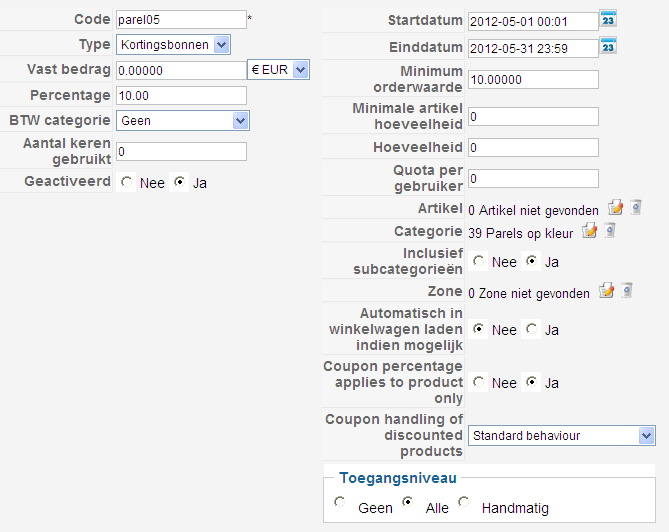 Code parel05 *
Type Kortingsbonnen
Vast bedrag 0.00000 € EUR
Percentage 10.00
BTW categorie Geen
Aantal keren
gebruikt 0
Geactiveerd Nee Ja
Startdatum 2012-05-01 00:01 23
Einddatum 2012-05-31 23:59 23
Minimum
orderwaarde 10.00000
Minimale artikel
hoeveelheid 0
Hoeveelheid 0
Quota per
gebruiker 0
Artikel 0 Artikel niet gevonden
Categorie 39 Parels op kleur
Inclusief
subcategorieën Nee Ja
Zone 0 Zone niet gevonden
Automatisch in
winkelwagen laden
indien mogelijk Nee Ja
Coupon percentage
applies to product
only Nee Ja
Coupon handling of
discounted
products Standard behaviour
Toegangsniveau
Geen Alle Handmatig